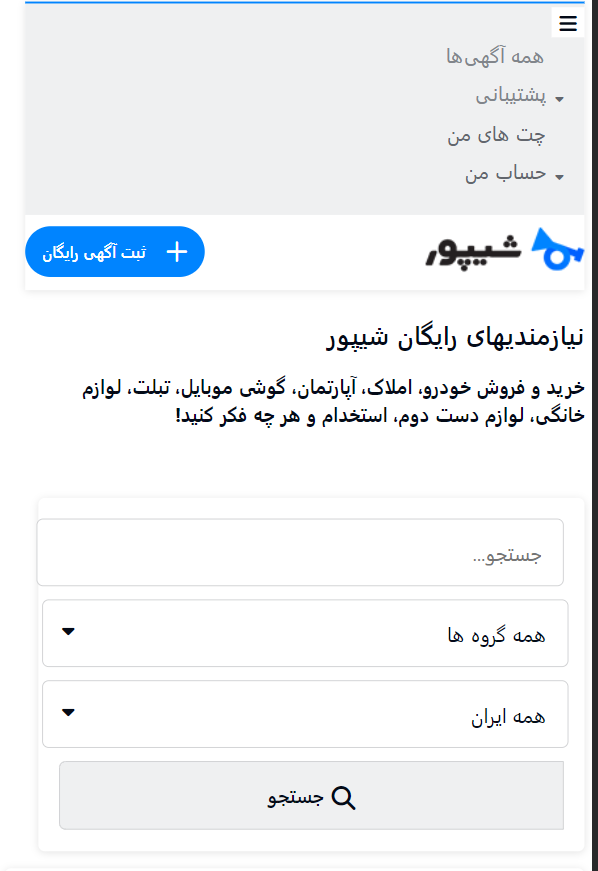 همه آگهی‌ها
پشتیبانی
چت های من
حساب من
شیپور
ثبت آگهی رایگان
نیازمندیهای رایگان شیپور
خرید و فروش خودرو، املاک، آپارتمان، گوشی موبایل، تبلت، لوازم
خانگی، لوازم دست دوم، استخدام و هر چه فکر کنید!
جستجو...
همه گروه ها
همه ایران
جستجو